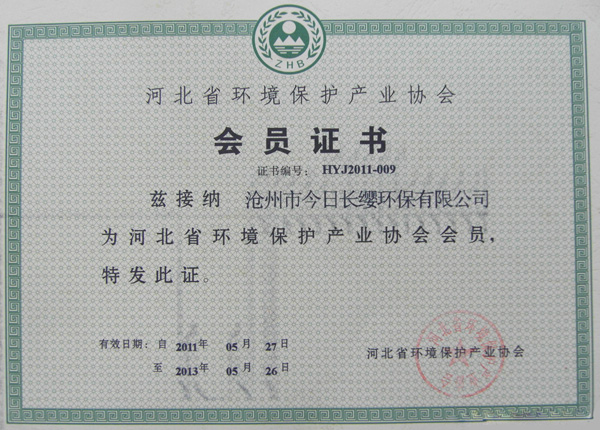 ZHB
河北省环境保护产业协会
会员证书
证书编号: HYJ2011-009
兹接纳 沧州市今日长缨环保有限公司
为河北省环境保护产业协会会员,
特发此证。
有效日期: 自 2011年 05 月 27日
至 2013年 05 月 26日
河北省环境保护产业协会